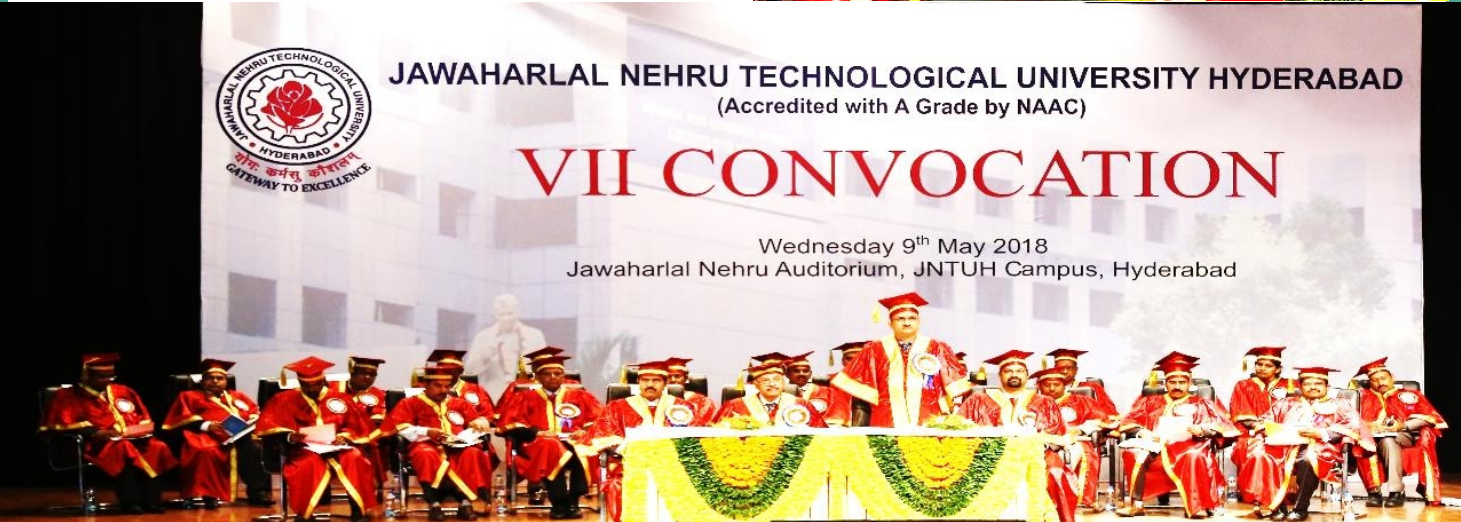 JAWAHARLAL NEHRU TECHNOLOGICAL UNIVERSITY
HYDERABAD
योगः कर्मसु कौशलम्
GATEWAY TO EXCELLENCE
JAWAHARLAL NEHRU TECHNOLOGICAL UNIVERSITY HYDERABAD
(Accredited with A Grade by NAAC)
VII CONVOCATION
Wednesday 9th May 2018
Jawaharlal Nehru Auditorium, JNTUH Campus, Hyderabad